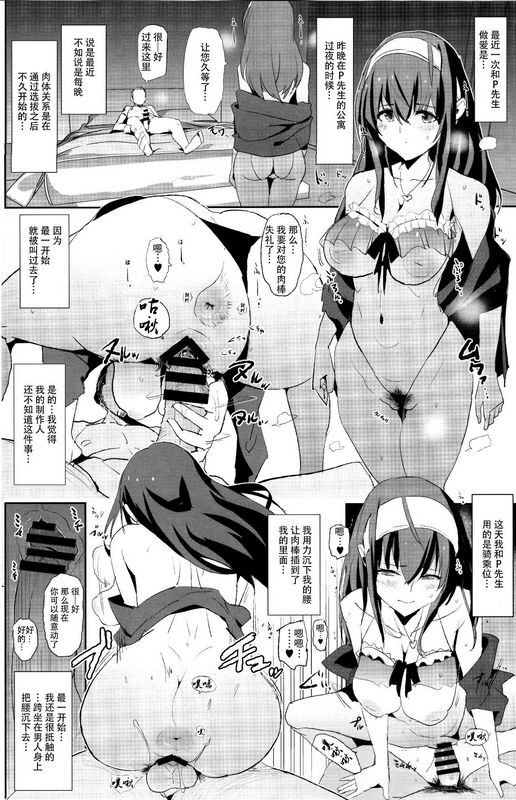 最近一次和P先生
做爱是…
昨晚在P先生的公寓
过夜的时候
让您久等了…
很一好
过来这里
说是最近
不如说是每晚
肉体关系是在
通过选拔之后
不久开始的…
那么…
我要对您的肉棒
失礼了…
嗯…♥
咕啾
因为
最一开始
就被叫过去了…
是的…我觉得
我的制作人
还不知道这件
事…
这天我和P先生
用的是骑乘位…
嗯…♥
嗯嗯…♥
我用力沉下我的腰
让肉棒插到了
我的里面…
很一好
那么现在
你可以随意动了
好好的…
最一开始…
我还是很抵触的
…跨坐在男人身上
把腰沉下去…